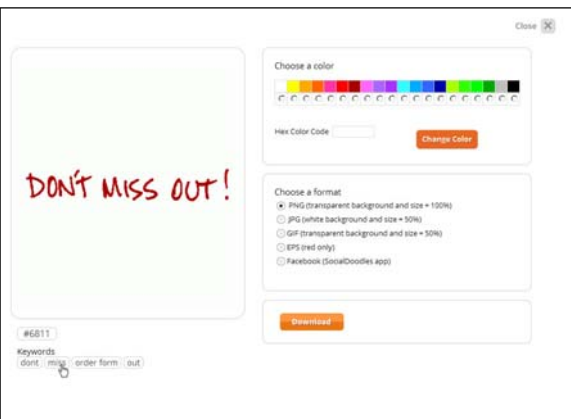 Close
Choose a color
Hex Color Code
Change Color
DON'T MISS OUT!
Choose a format
PNG (transparent background and size = 100%)
JPG (white background and size = 50%)
GIF (transparent background and size = 50%)
EPS (red only)
Facebook (SocialDoodles app)
Download
#6811
Keywords
dont miss order form out